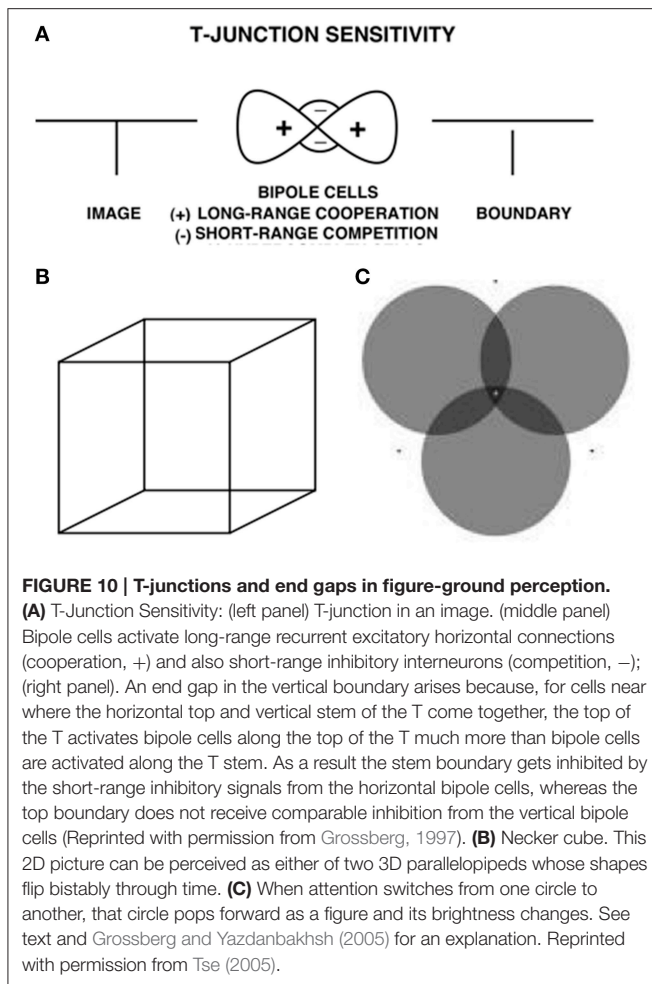 A
T-JUNCTION SENSITIVITY
+ − − +
IMAGE
BIPOLE CELLS
(+) LONG-RANGE COOPERATION
(-) SHORT-RANGE COMPETITION
BOUNDARY
B
C
FIGURE 10 | T-junctions and end gaps in figure-ground perception.
(A) T-Junction Sensitivity: (left panel) T-junction in an image. (middle panel)
Bipole cells activate long-range recurrent excitatory horizontal connections
(cooperation, +) and also short-range inhibitory interneurons (competition, −);
(right panel). An end gap in the vertical boundary arises because, for cells near
where the horizontal top and vertical stem of the T come together, the top of
the T activates bipole cells along the top of the T much more than bipole cells
are activated along the T stem. As a result the stem boundary gets inhibited by
the short-range inhibitory signals from the horizontal bipole cells, whereas the
top boundary does not receive comparable inhibition from the vertical bipole
cells (Reprinted with permission from Grossberg, 1997). (B) Necker cube. This
2D picture can be perceived as either of two 3D parallelopipeds whose shapes
flip bistably through time. (C) When attention switches from one circle to
another, that circle pops forward as a figure and its brightness changes. See
text and Grossberg and Yazdanbakhsh (2005) for an explanation. Reprinted
with permission from Tse (2005).